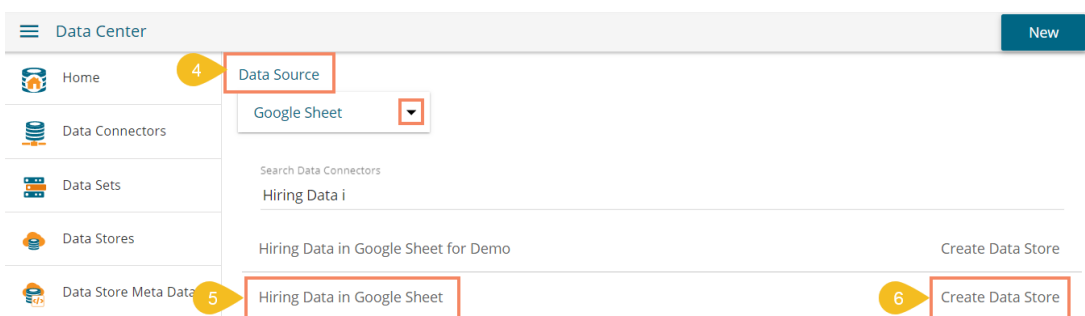 Data Center
New
Home
4
Data Source
Google Sheet
Data Connectors
Search Data Connectors
Data Sets
Hiring Data i
Data Stores
Hiring Data in Google Sheet for Demo Create Data Store
Data Store Meta Data
5
Hiring Data in Google Sheet
6
Create Data Store